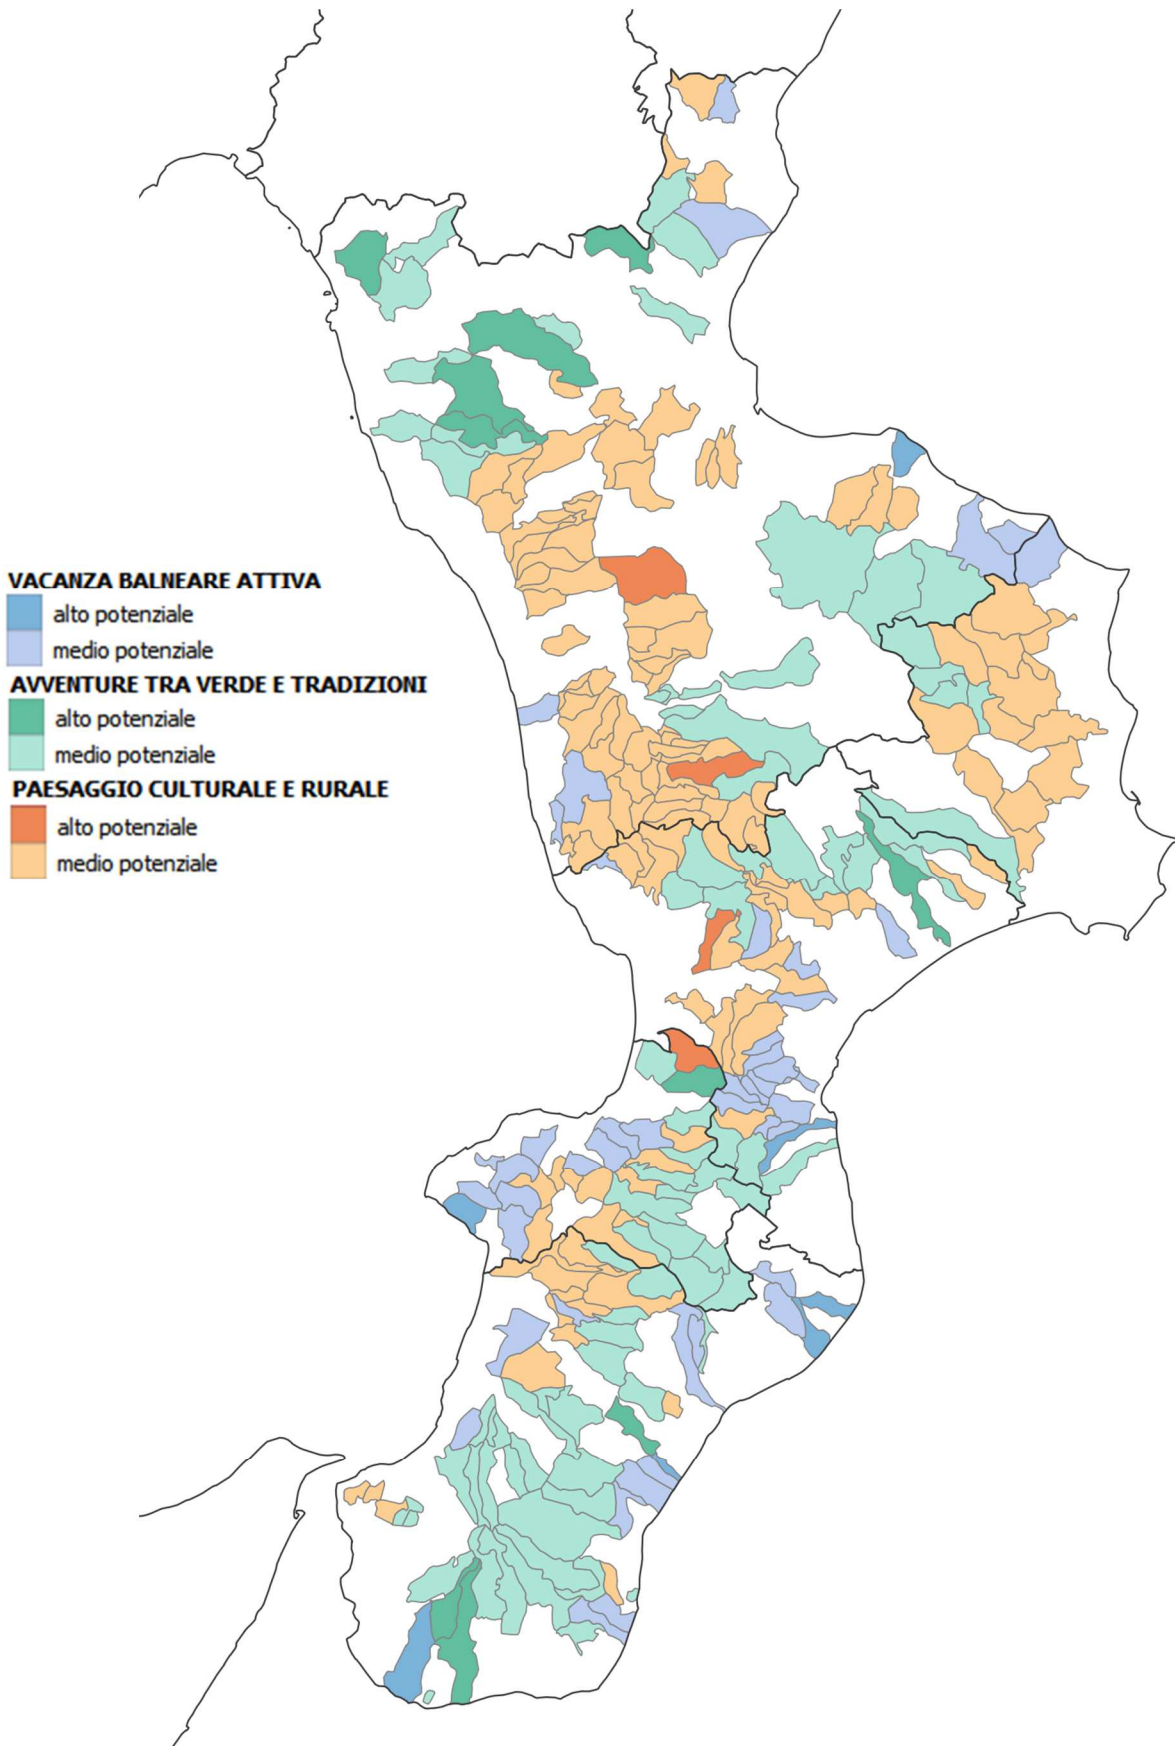 VACANZA BALNEARE ATTIVA
alto potenziale
medio potenziale
AVVENTURE TRA VERDE E TRADIZIONI
alto potenziale
medio potenziale
PAESAGGIO CULTURALE E RURALE
alto potenziale
medio potenziale